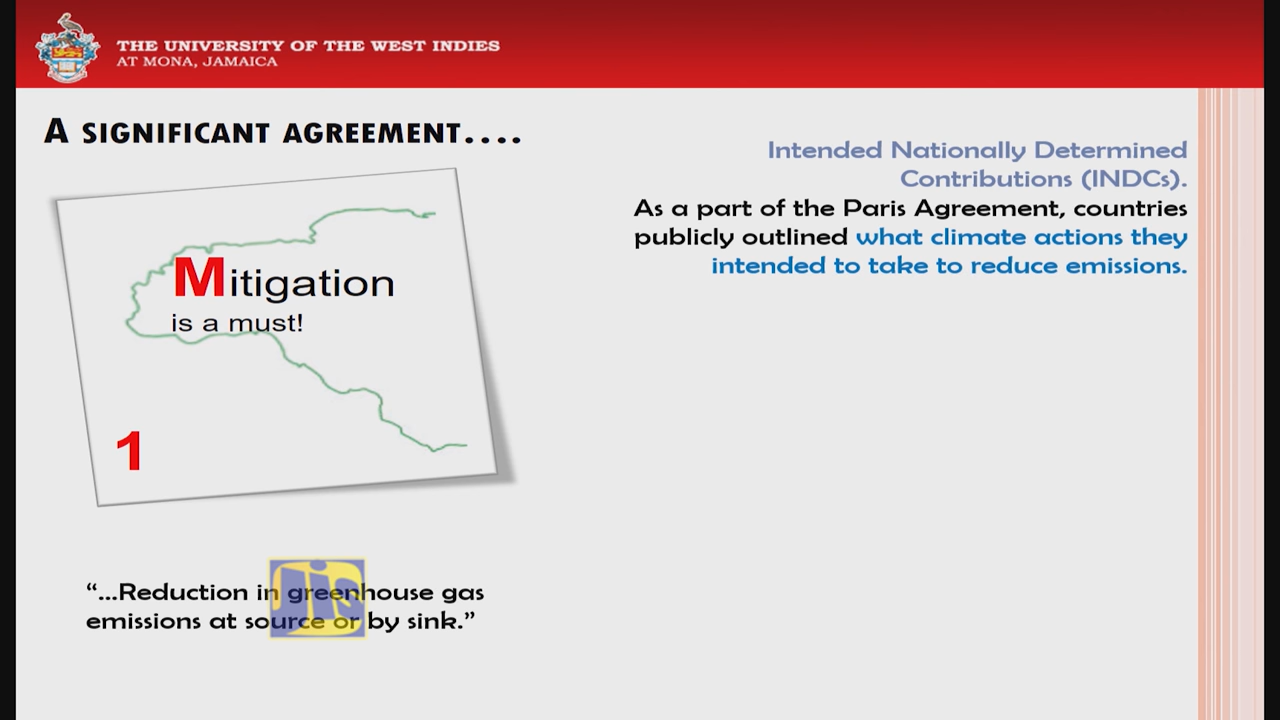 THE UNIVERSITY OF THE WEST INDIES
AT MONA, JAMAICA
A SIGNIFICANT AGREEMENT....
Mitigation
is a must!
1
“...Reduction in greenhouse gas
emissions at source or by sink.”
JIS
Intended Nationally Determined
Contributions (INDCs).
As a part of the Paris Agreement, countries
publicly outlined what climate actions they
intended to take to reduce emissions.